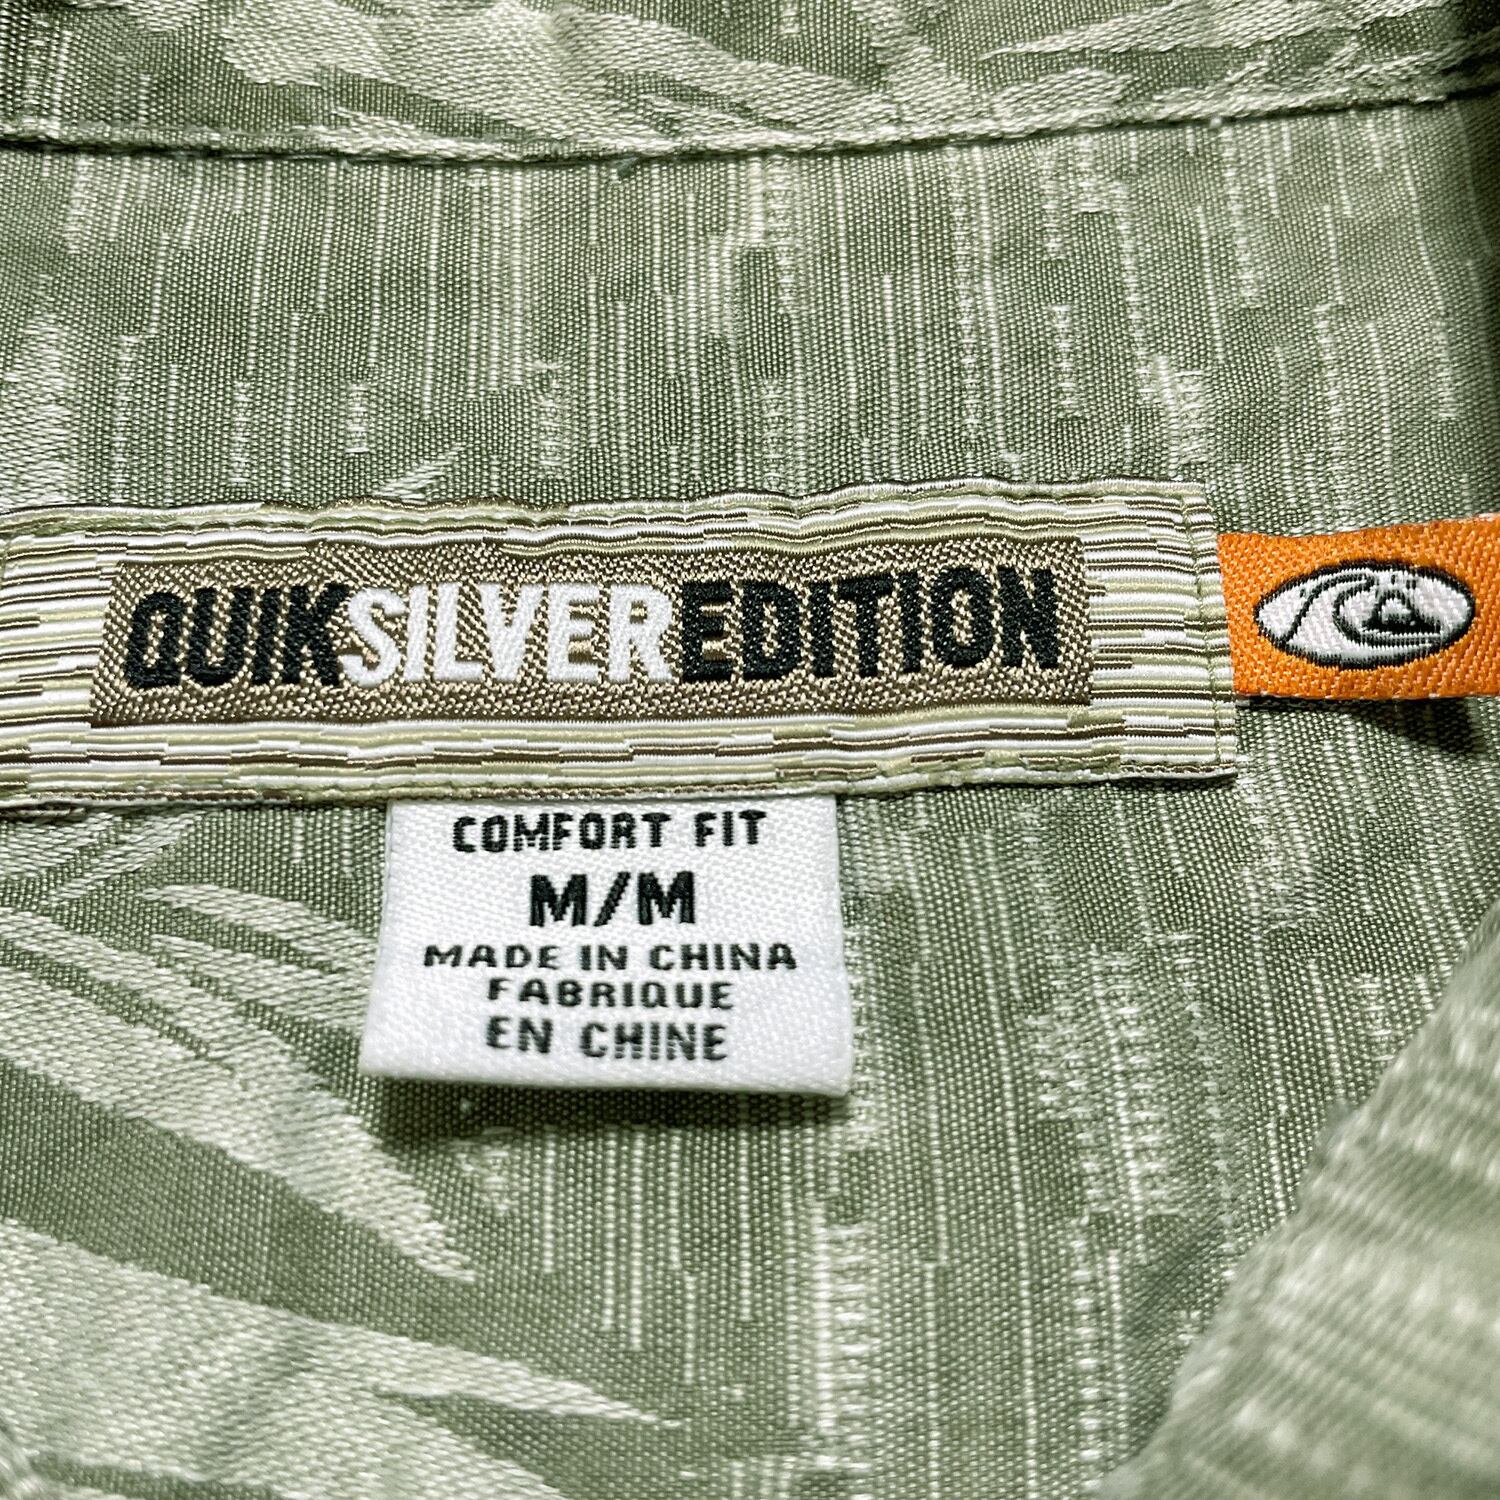 QUIKSILVEREDITION
COMFORT FIT
M/M
MADE IN CHINA
FABRIQUE
EN CHINE